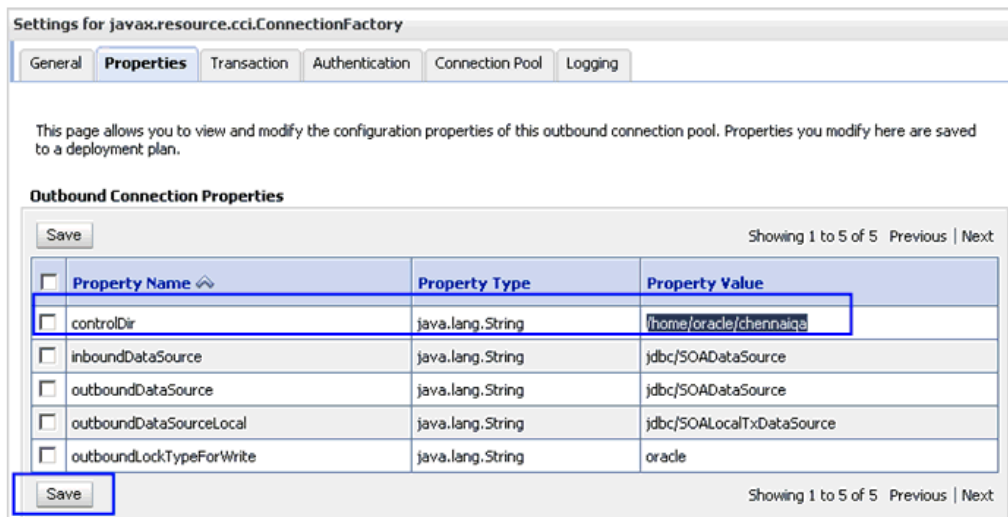 Settings for javax.resource.cci.ConnectionFactory
General Properties Transaction Authentication Connection Pool Logging
This page allows you to view and modify the configuration properties of this outbound connection pool. Properties you modify here are saved
to a deployment plan.
Outbound Connection Properties
Save Showing 1 to 5 of 5 Previous | Next
Property Name Property Type Property Value
controlDir java.lang.String /home/oracle/chennaiqa
inboundDataSource java.lang.String jdbc/SOADataSource
outboundDataSource java.lang.String jdbc/SOADataSource
outboundDataSourceLocal java.lang.String jdbc/SOALocalTxDataSource
outboundLockTypeForWrite java.lang.String oracle
Save Showing 1 to 5 of 5 Previous | Next